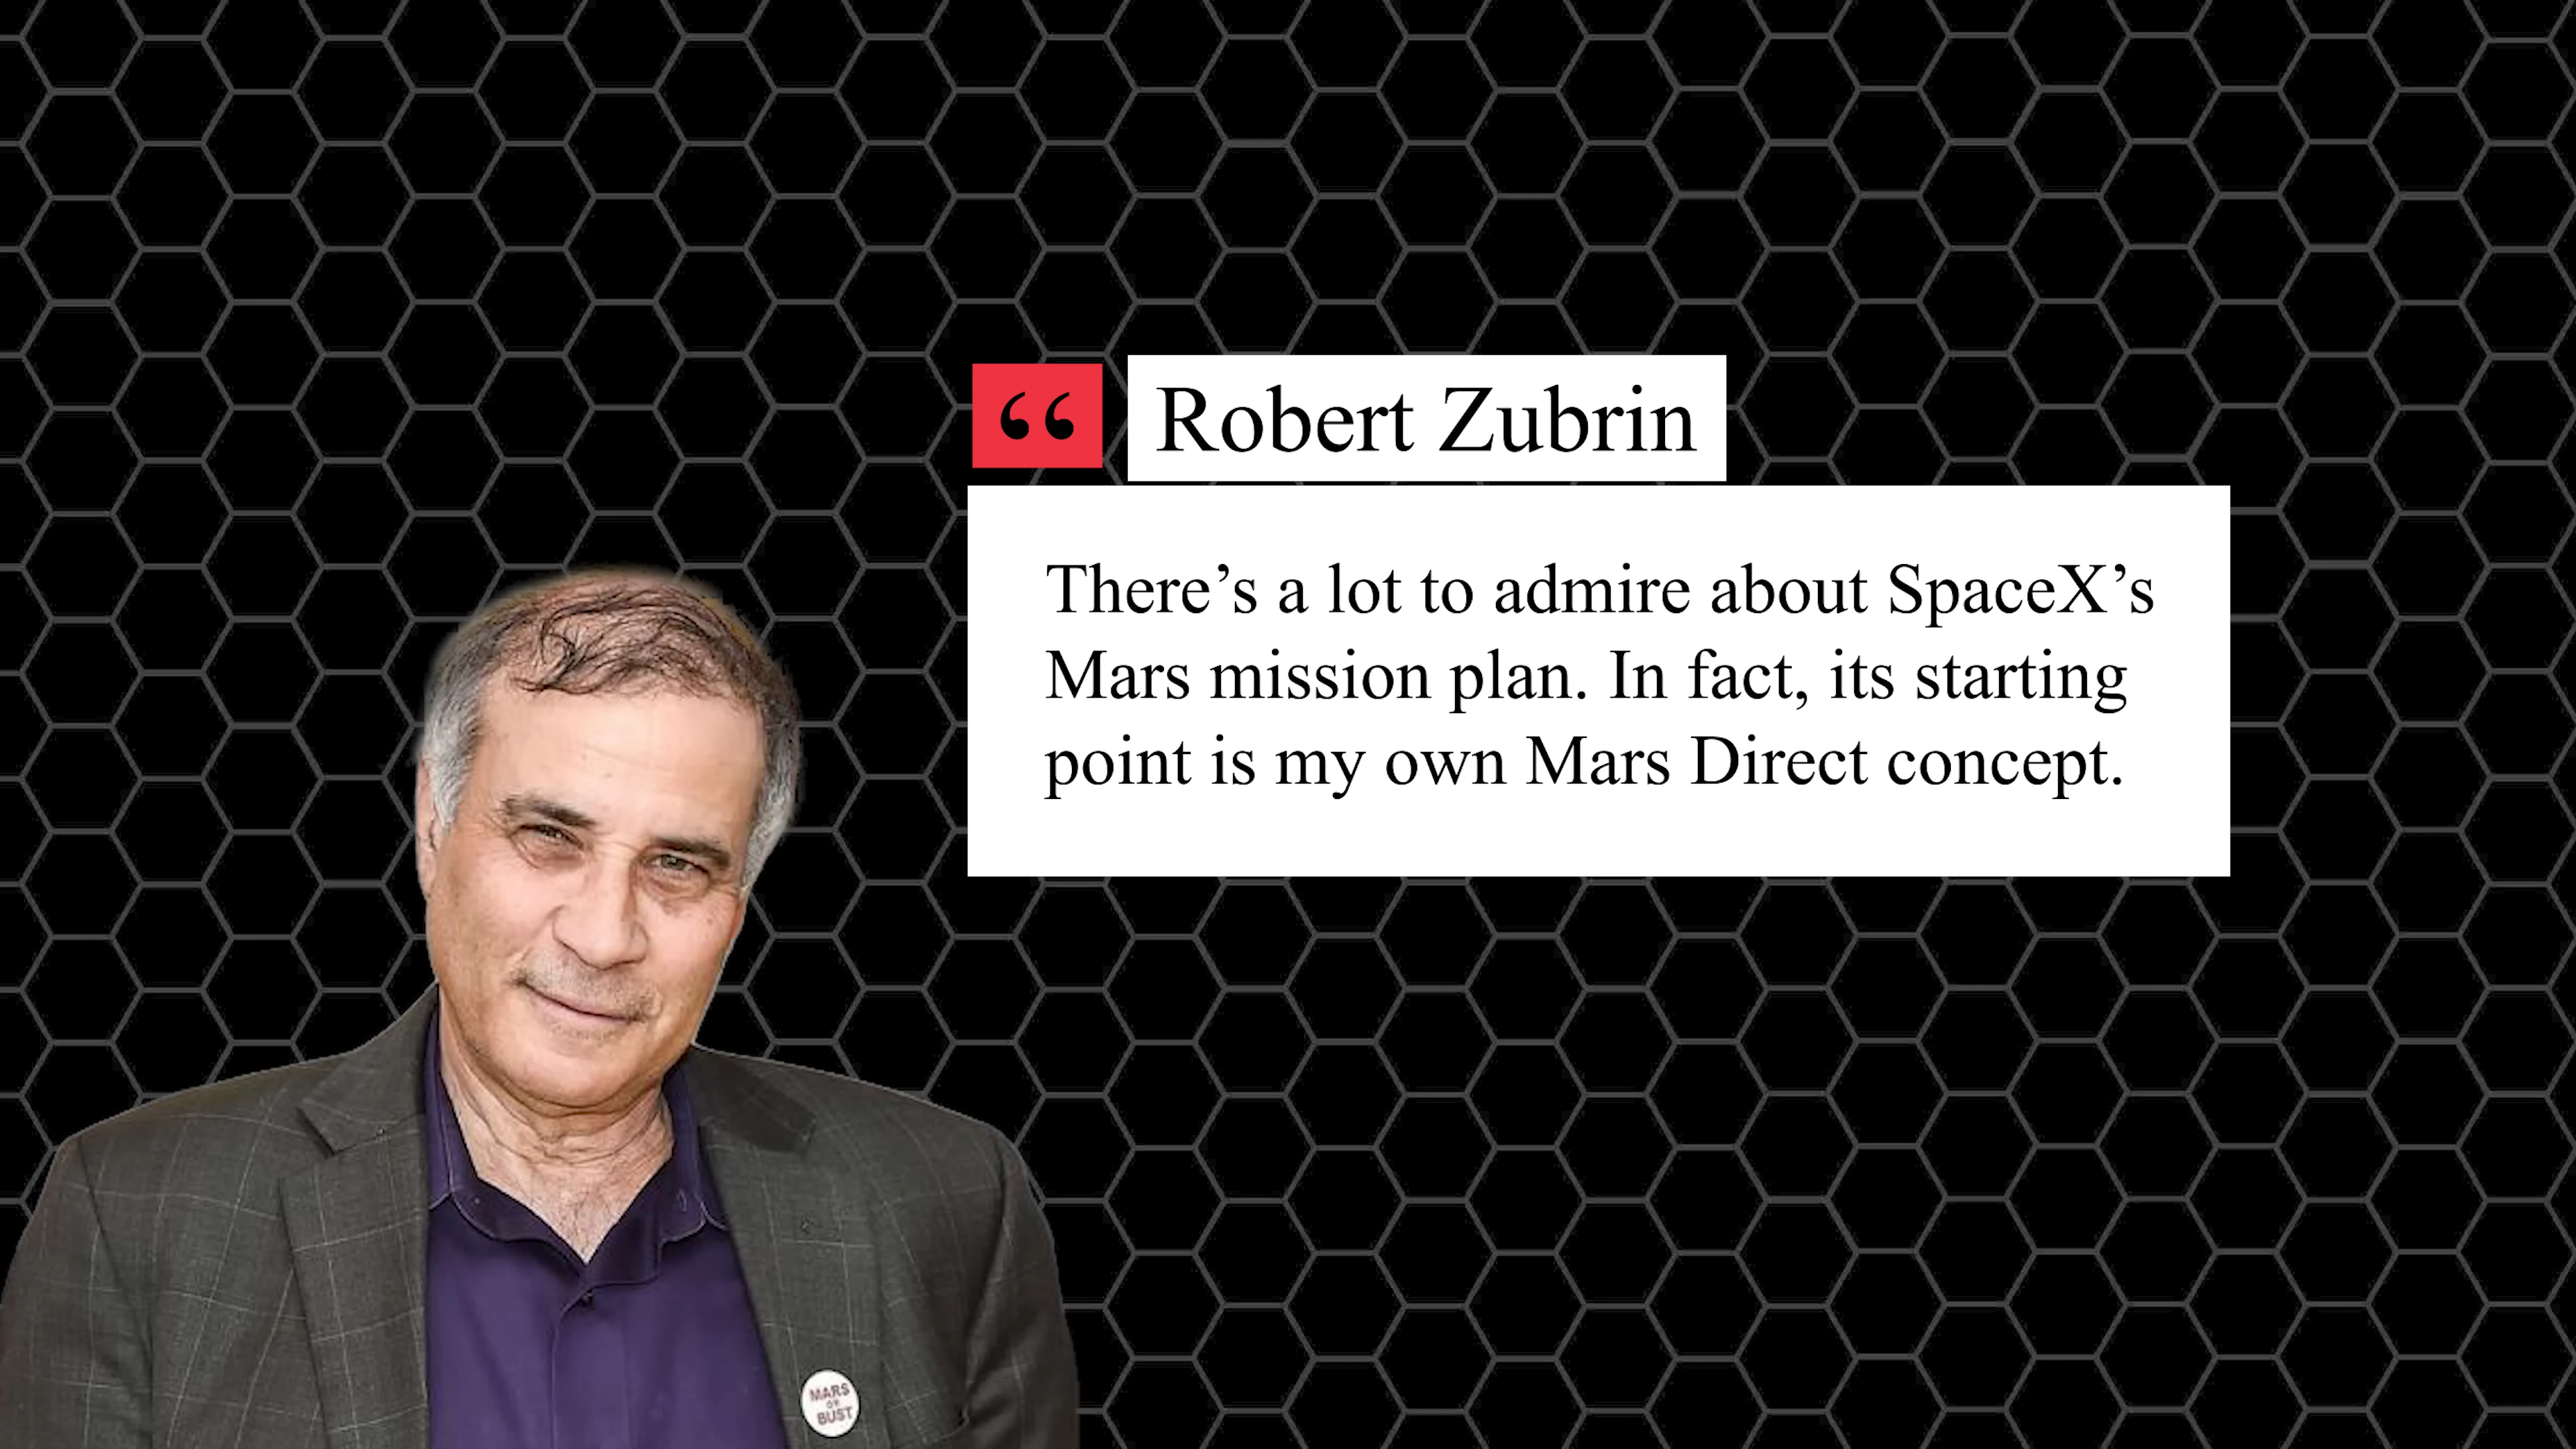 “
Robert Zubrin
There’s a lot to admire about SpaceX’s
Mars mission plan. In fact, its starting
point is my own Mars Direct concept.
MARS
OR
BUST